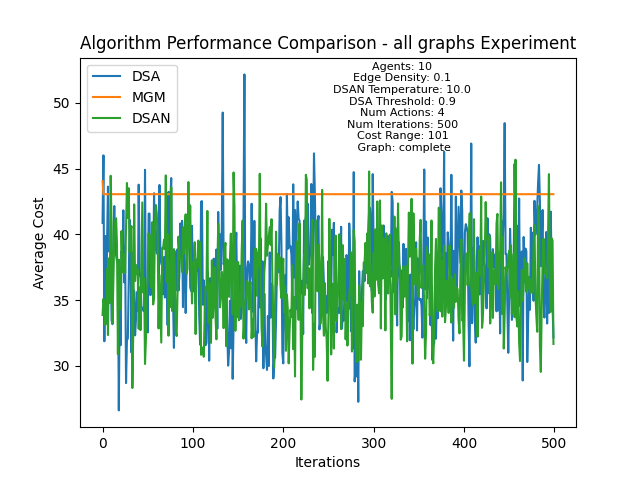 Algorithm Performance Comparison - all graphs Experiment
DSA
MGM
DSAN
Agents: 10
Edge Density: 0.1
DSAN Temperature: 10.0
DSA Threshold: 0.9
Num Actions: 4
Num Iterations: 500
Cost Range: 101
Graph: complete
50
45
40
35
30
Average Cost
0
100
200
300
400
500
Iterations